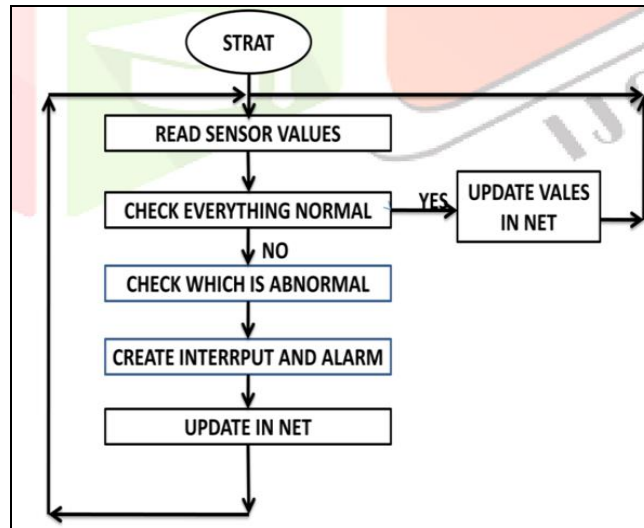 STRAT
READ SENSOR VALUES
CHECK EVERYTHING NORMAL
YES
UPDATE VALES
IN NET
NO
CHECK WHICH IS ABNORMAL
CREATE INTERRPUT AND ALARM
UPDATE IN NET